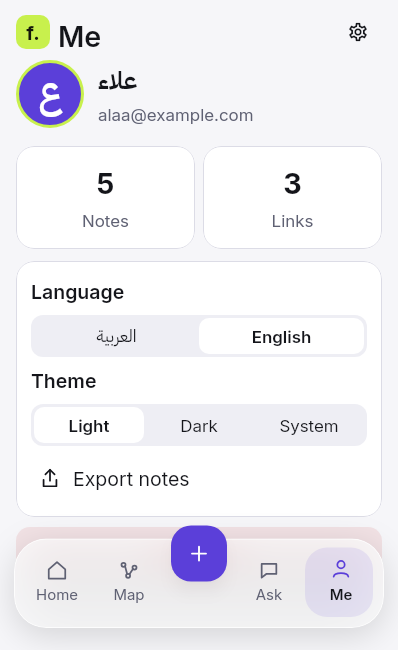 f. Me
ع
علاء
alaa@example.com
5 3
Notes Links
Language
العربية English
Theme
Light Dark System
Export notes
Home Map Ask Me